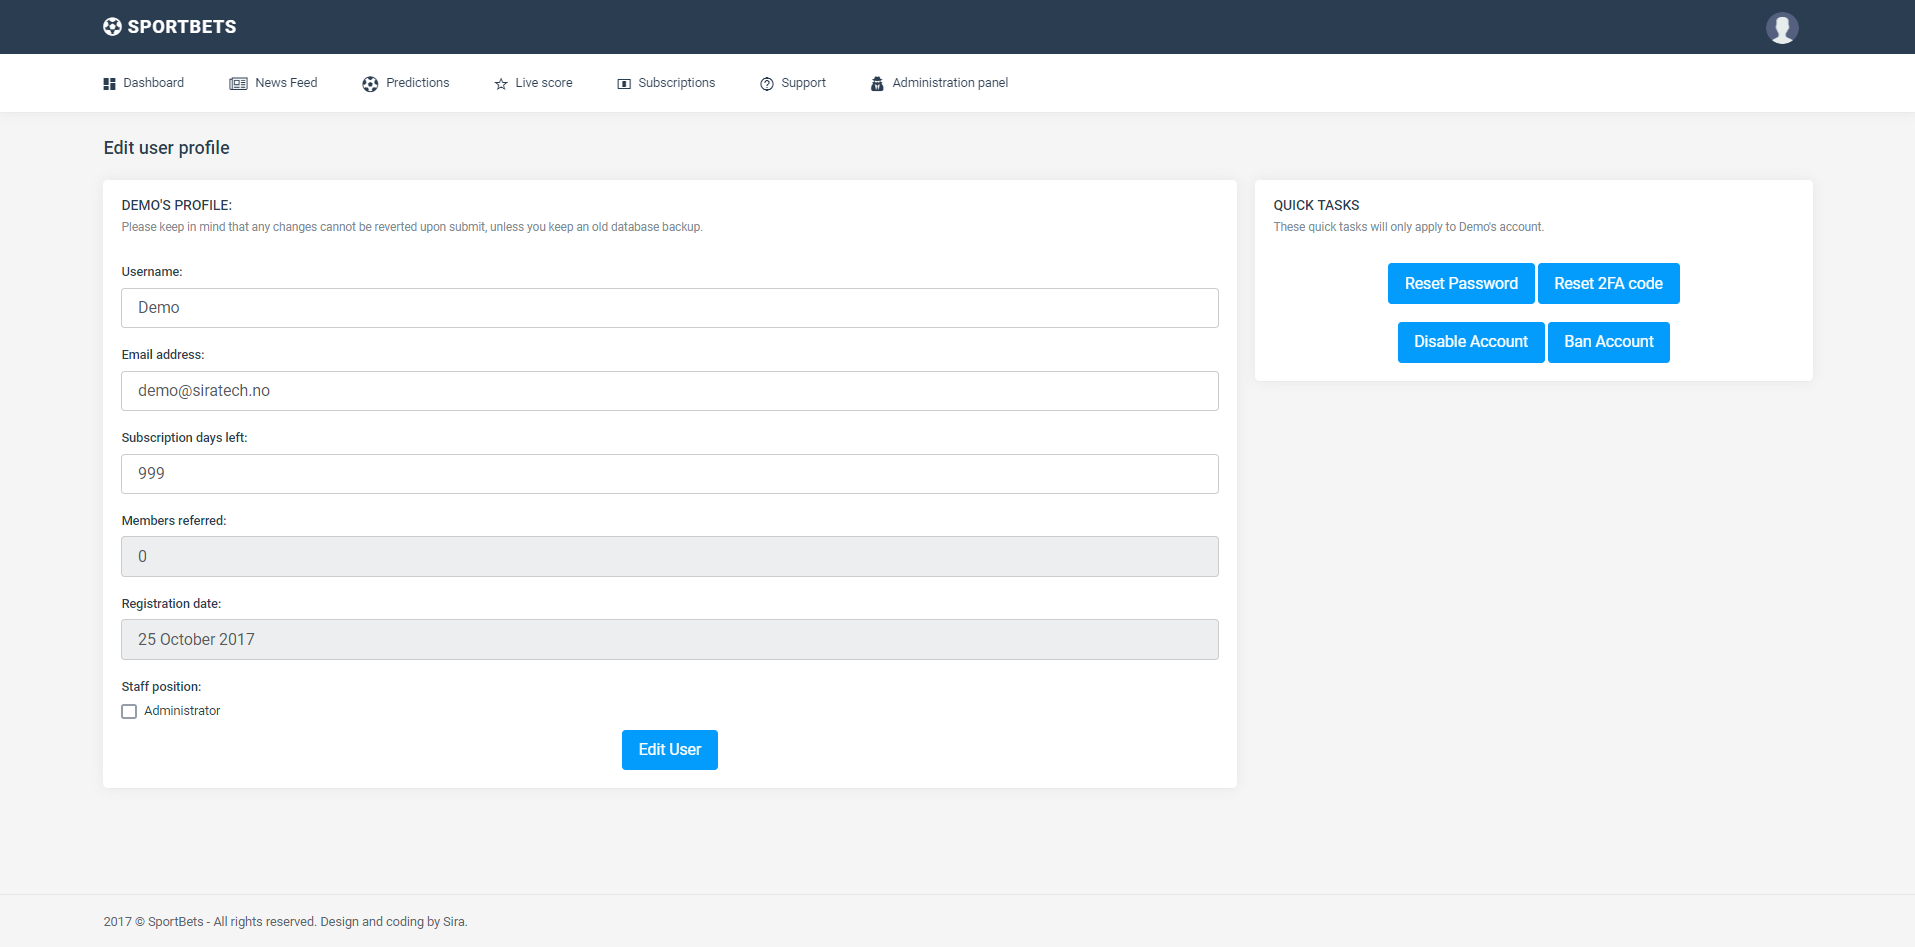 SPORTBETS
Dashboard News Feed Predictions Live score Subscriptions Support Administration panel
Edit user profile
DEMO'S PROFILE:
Please keep in mind that any changes cannot be reverted upon submit, unless you keep an old database backup.
Username:
Demo
Email address:
demo@siratech.no
Subscription days left:
999
Members referred:
0
Registration date:
25 October 2017
Staff position:
Administrator
Edit User
QUICK TASKS
These quick tasks will only apply to Demo's account.
Reset Password Reset 2FA code
Disable Account Ban Account
2017 © SportBets - All rights reserved. Design and coding by Sira.